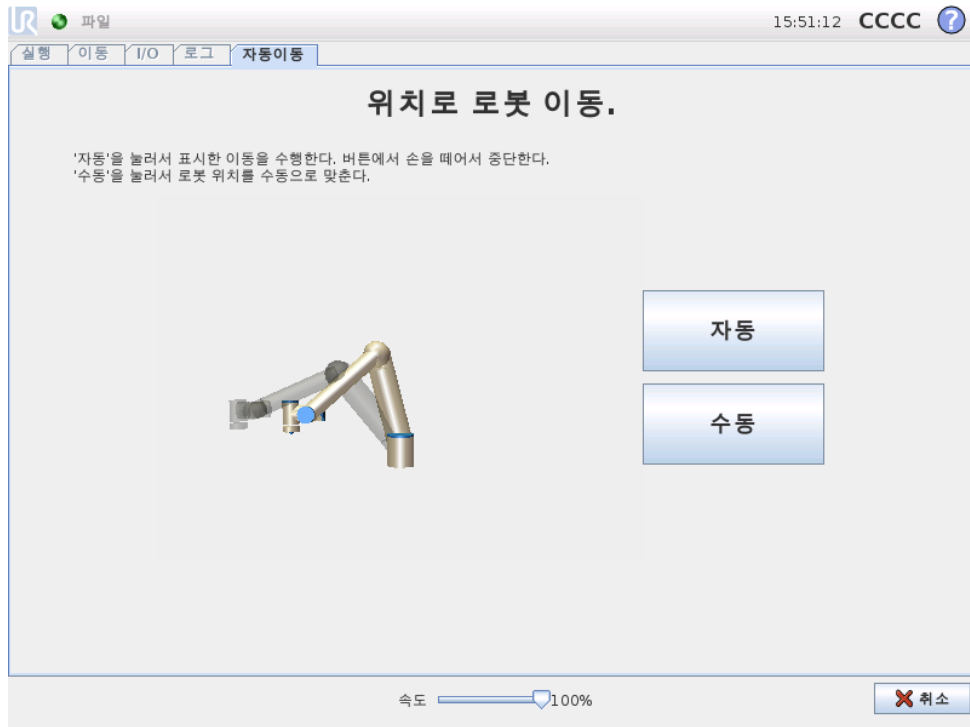 UR 파일 15:51:12 CCCC ?
실행 이동 I/O 로그 자동이동
위치로 로봇 이동.
'자동'을 눌러서 표시한 이동을 수행한다. 버튼에서 손을 떼어서 중단한다.
'수동'을 눌러서 로봇 위치를 수동으로 맞춘다.
자동
수동
속도 100% 취소